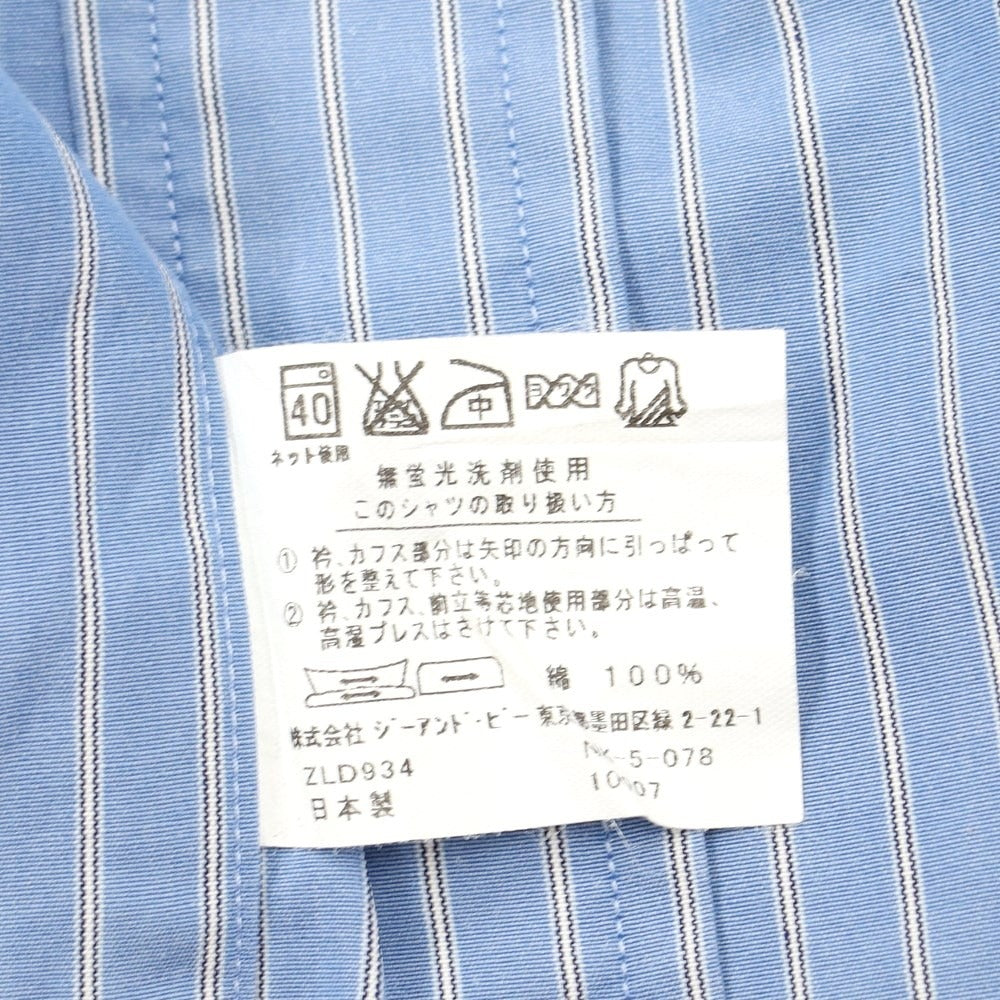 40
中
ネット使用
無蛍光洗剤使用
このシャツの取り扱い方
① 衿、カフス部分は矢印の方向に引っぱって
形を整えて下さい。
② 衿、カフス、前立等芯地使用部分は高温、
高湿プレスはさけて下さい。
綿 100%
株式会社 ジーアンド・ビー 東京 墨田区緑 2-22-1
ZLD934
-5-078
日本製